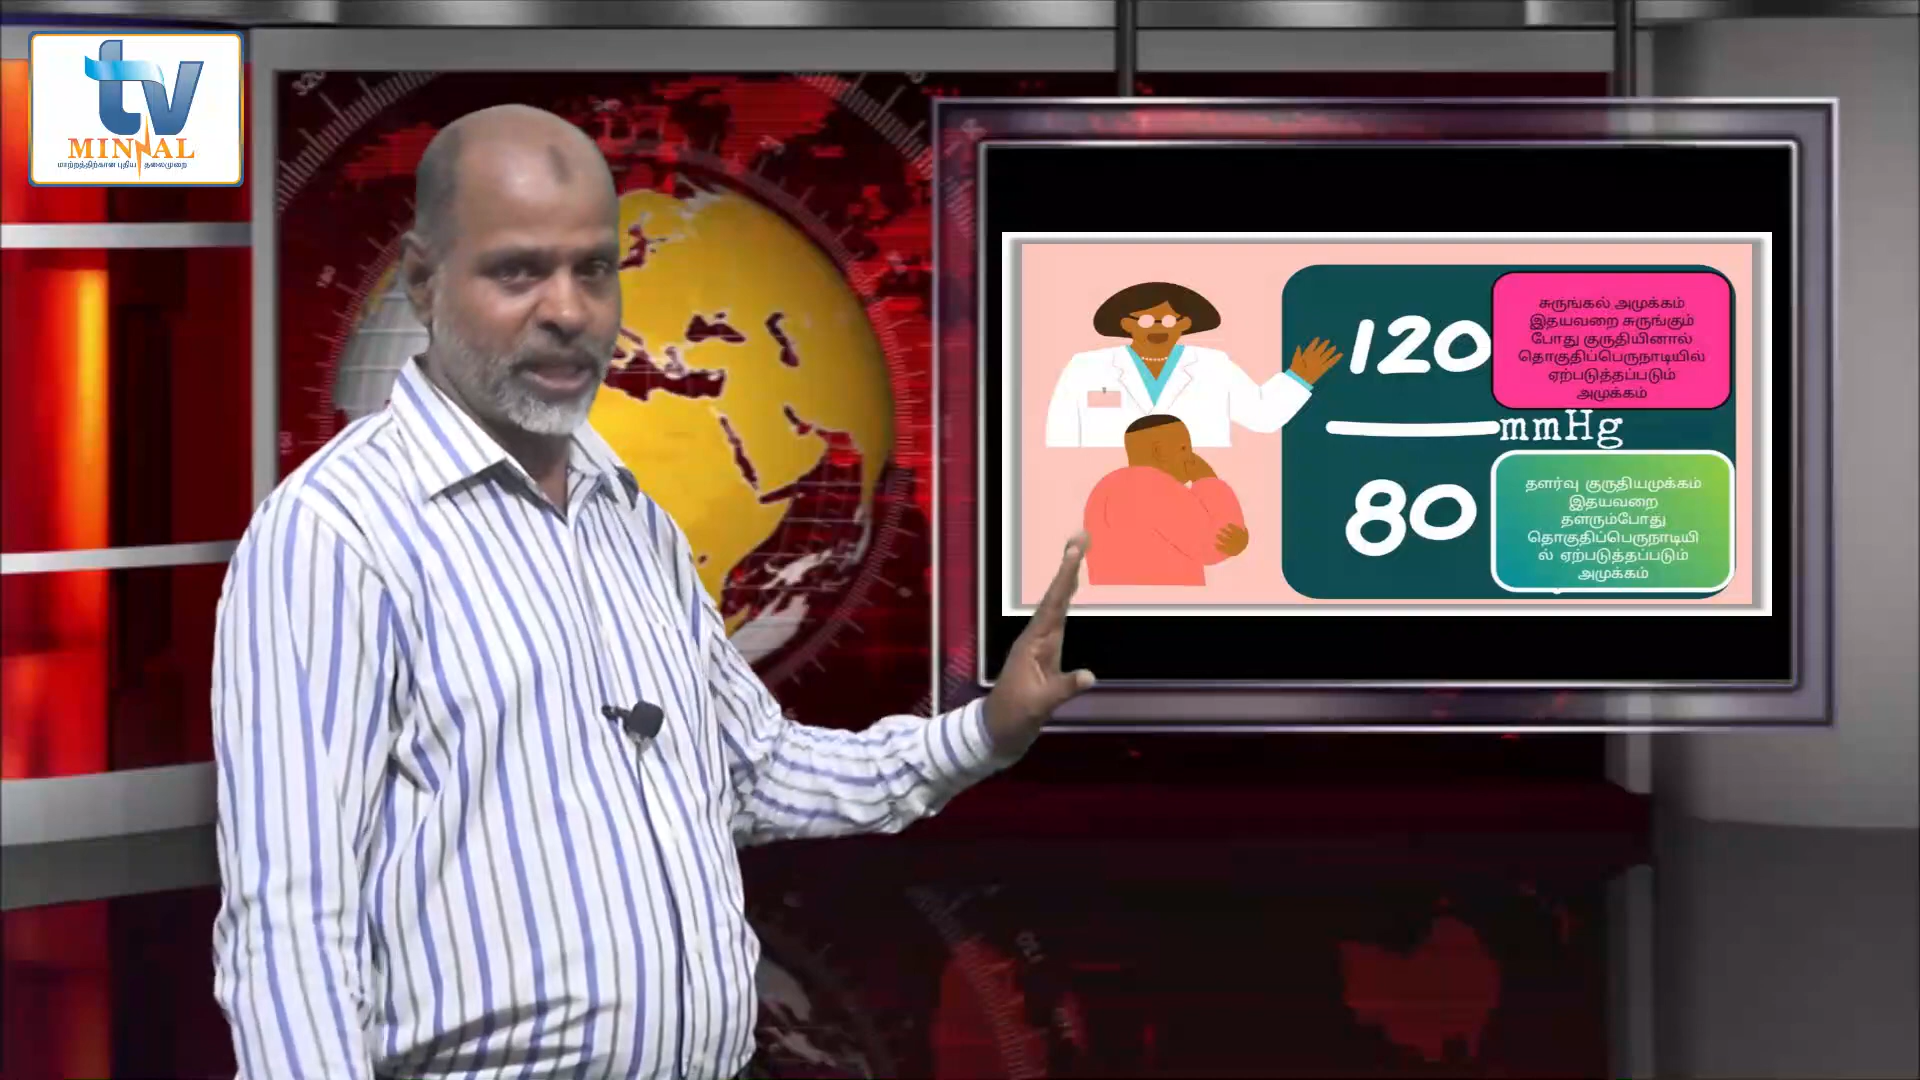 tv
MINNAL
மாற்றத்திற்கான புதிய தலைமுறை
120
சுருங்கல் அமுக்கம்
இதயவறை சுருங்கும்
போது குருதியினால்
தொகுதிப்பெருநாடியில்
ஏற்படுத்தப்படும்
அமுக்கம்
mmHg
80
தளர்வு குருதியமுக்கம்
இதயவறை
தளரும்போது
தொகுதிப்பெருநாடியி
ல் ஏற்படுத்தப்படும்
அமுக்கம்